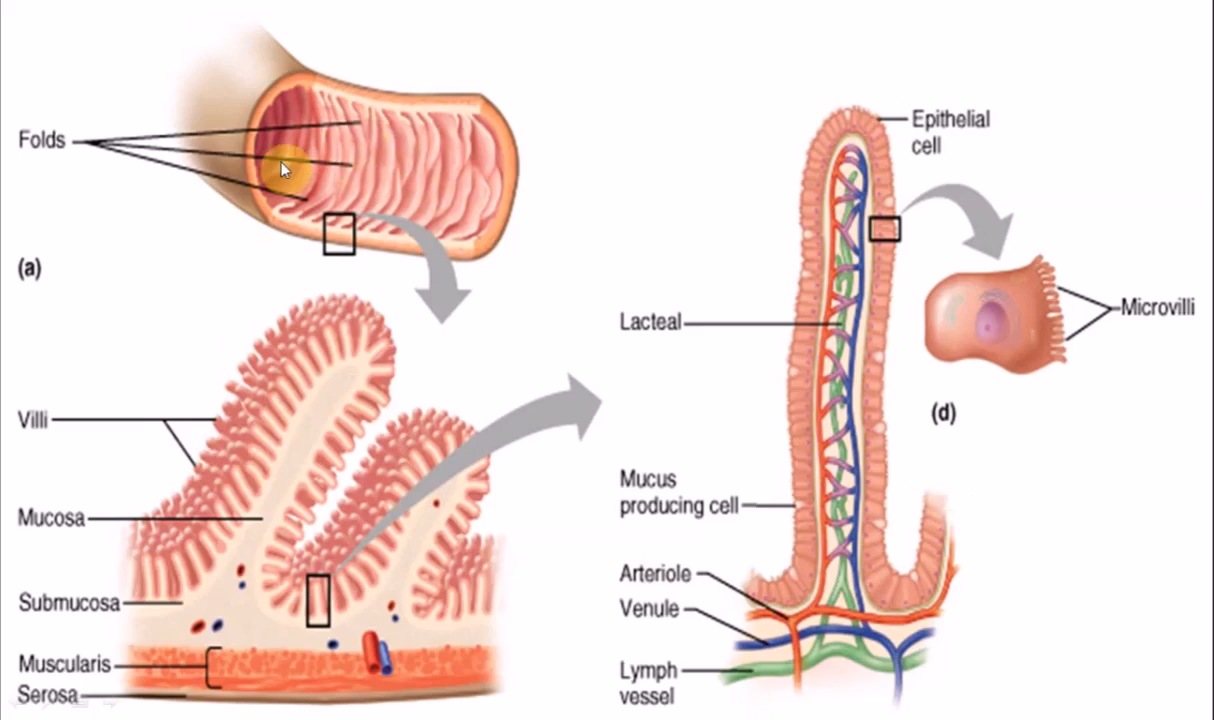 Folds
(a)
Villi
Mucosa
Submucosa
Muscularis
Serosa
Epithelial
cell
Lacteal
Microvilli
(d)
Mucus
producing cell
Arteriole
Venule
Lymph
vessel